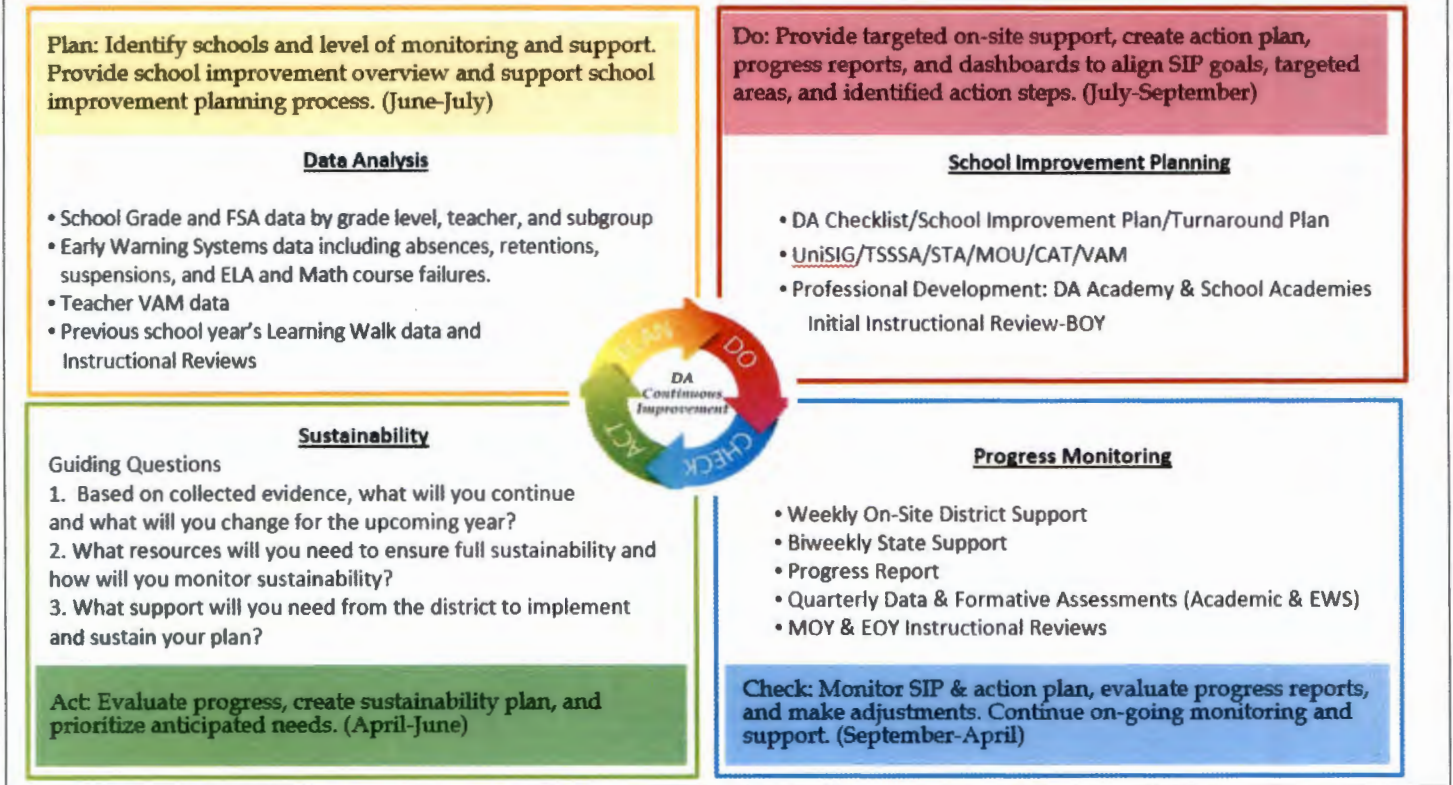 Plan: Identify schools and level of monitoring and support.
Provide school improvement overview and support school
improvement planning process. (June-July)
Data Analysis
• School Grade and FSA data by grade level, teacher, and subgroup
• Early Warning Systems data including absences, retentions,
suspensions, and ELA and Math course failures.
• Teacher VAM data
• Previous school year's Learning Walk data and
Instructional Reviews
Do: Provide targeted on-site support, create action plan,
progress reports, and dashboards to align SIP goals, targeted
areas, and identified action steps. (July-September)
School Improvement Planning
• DA Checklist/School Improvement Plan/Turnaround Plan
• UniSIG/TSSSA/STA/MOU/CAT/VAM
• Professional Development: DA Academy & School Academies
Initial Instructional Review-BOY
PLAN
DO
CHECK
ACT
DA
Continuous
Improvement
Sustainability
Guiding Questions
1. Based on collected evidence, what will you continue
and what will you change for the upcoming year?
2. What resources will you need to ensure full sustainability and
how will you monitor sustainability?
3. What support will you need from the district to implement
and sustain your plan?
Act: Evaluate progress, create sustainability plan, and
prioritize anticipated needs. (April-June)
Progress Monitoring
• Weekly On-Site District Support
• Biweekly State Support
• Progress Report
• Quarterly Data & Formative Assessments (Academic & EWS)
• MOY & EOY Instructional Reviews
Check: Monitor SIP & action plan, evaluate progress reports,
and make adjustments. Continue on-going monitoring and
support. (September-April)